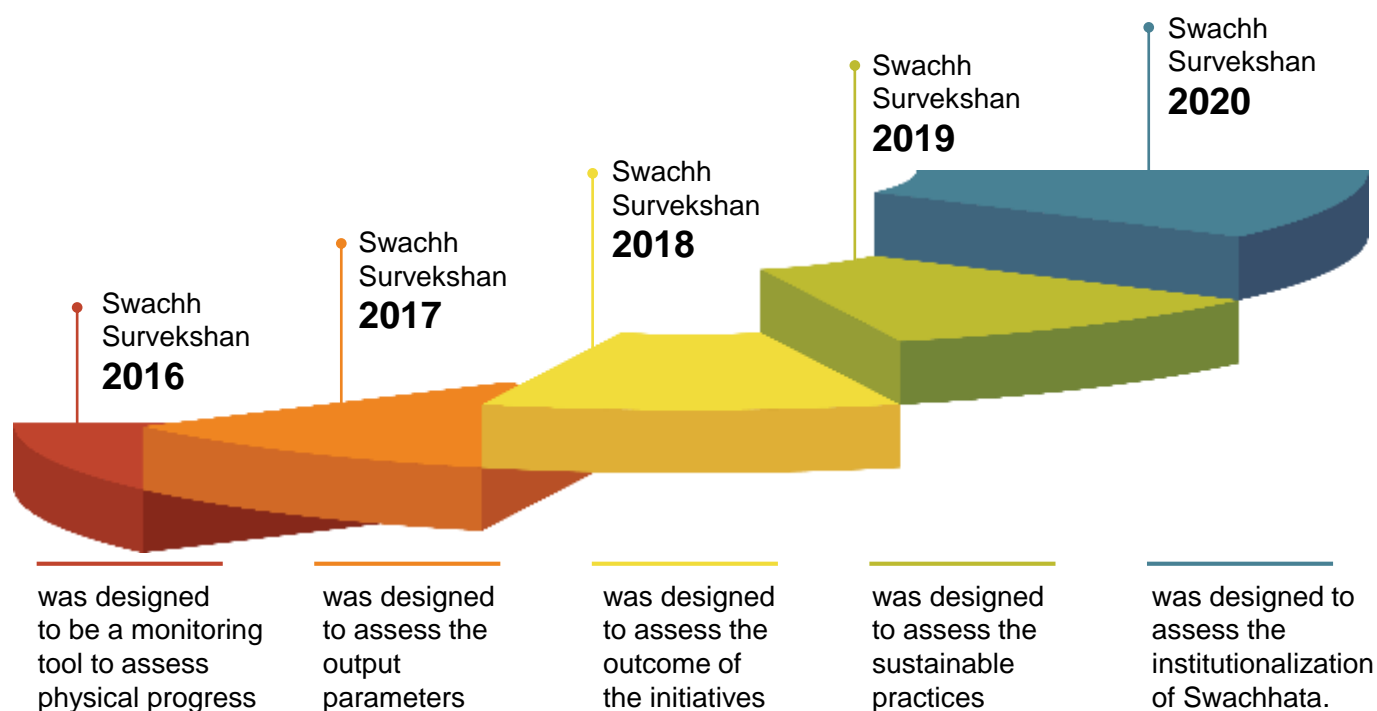 Swachh
Survekshan
2016
Swachh
Survekshan
2017
Swachh
Survekshan
2018
Swachh
Survekshan
2019
Swachh
Survekshan
2020
was designed
to be a monitoring
tool to assess
physical progress
was designed
to assess the
output
parameters
was designed
to assess the
outcome of
the initiatives
was designed
to assess the
sustainable
practices
was designed to
assess the
institutionalization
of Swachhata.